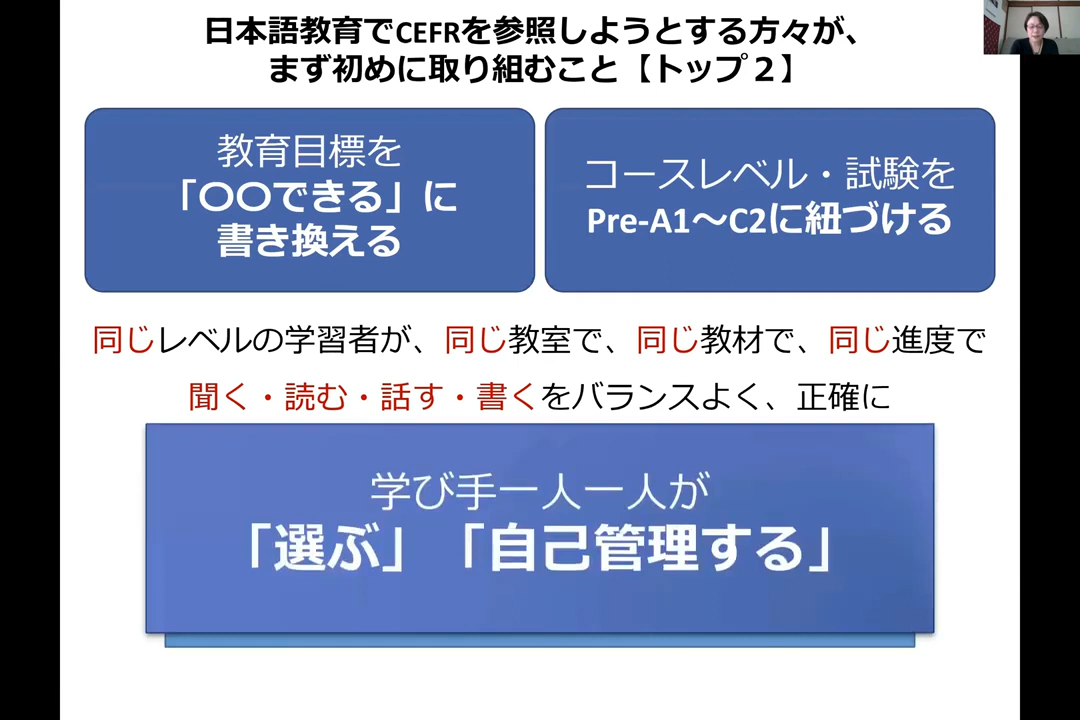 日本語教育でCEFRを参照しようとする方々が、
まず初めに取り組むこと【トップ２】
教育目標を
「〇〇できる」に
書き換える
コースレベル・試験を
Pre-A1～C2に紐づける
同じレベルの学習者が、同じ教室で、同じ教材で、同じ進度で
聞く・読む・話す・書くをバランスよく、正確に
学び手一人一人が
「選ぶ」「自己管理する」